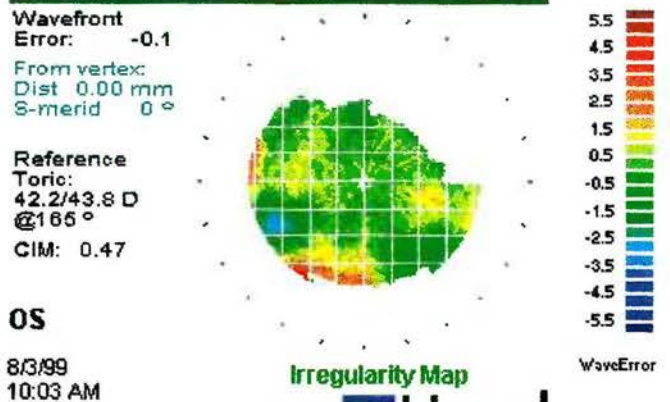 Wavefront
Error: -0.1
From vertex:
Dist 0.00 mm
S-merid 0 º
Reference
Toric:
42.2/43.8 D
@165 º
CIM: 0.47
OS
8/3/99
10:03 AM
Irregularity Map
5.5
4.5
3.5
2.5
1.5
0.5
-0.5
-1.5
-2.5
-3.5
-4.5
-5.5
WaveError